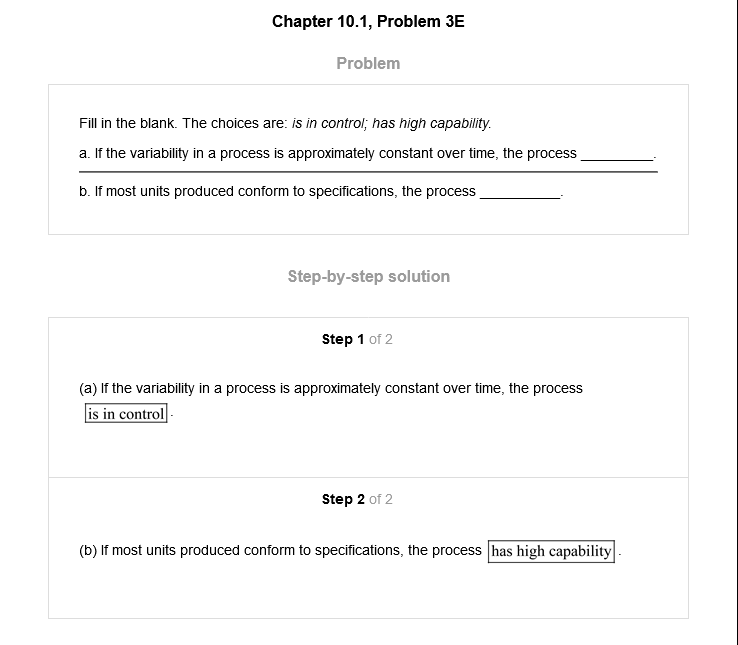 Chapter 10.1, Problem 3E
Problem
Fill in the blank. The choices are: is in control; has high capability.
a. If the variability in a process is approximately constant over time, the process __________.
b. If most units produced conform to specifications, the process ___________.
Step-by-step solution
Step 1 of 2
(a) If the variability in a process is approximately constant over time, the process
is in control.
Step 2 of 2
(b) If most units produced conform to specifications, the process has high capability.